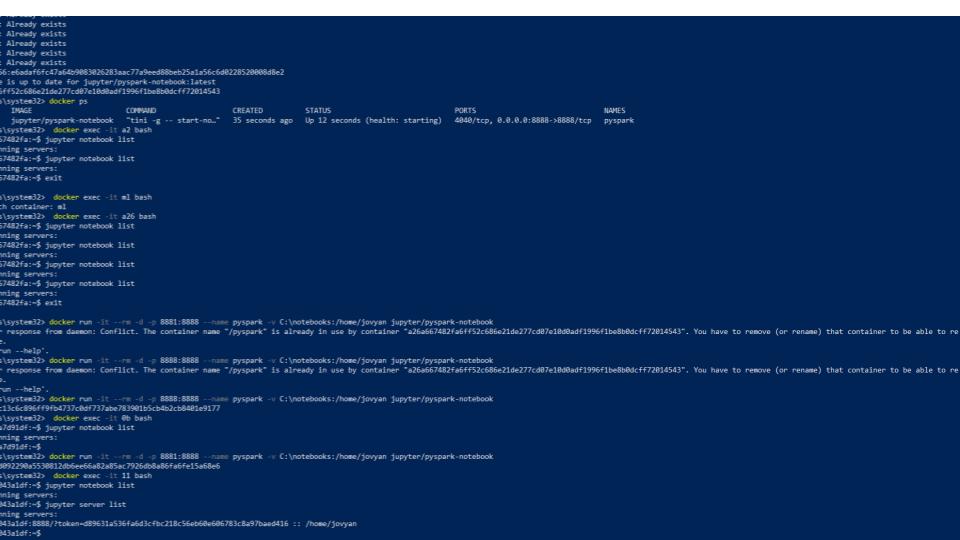 : Already exists
: Already exists
: Already exists
: Already exists
: Already exists
56:e6adaf6fc47a64b9083026283aac77a9eed88beb25a1a56c6d0228520008d8e2
e is up to date for jupyter/pyspark-notebook:latest
6ff52c686e21de277cd07e10d0adf1996f1be8b0dcff72014543
s\system32> docker ps
IMAGE COMMAND CREATED STATUS PORTS NAMES
jupyter/pyspark-notebook "tini -g -- start-no…" 35 seconds ago Up 12 seconds (health: starting) 4040/tcp, 0.0.0.0:8888->8888/tcp pyspark
s\system32> docker exec -it a2 bash
67482fa:~$ jupyter notebook list
nning servers:
67482fa:~$ jupyter notebook list
nning servers:
67482fa:~$ exit
s\system32> docker exec -it ml bash
ch container: ml
s\system32> docker exec -it a26 bash
67482fa:~$ jupyter notebook list
nning servers:
67482fa:~$ jupyter notebook list
nning servers:
67482fa:~$ jupyter notebook list
nning servers:
67482fa:~$ jupyter notebook list
nning servers:
67482fa:~$ exit
s\system32> docker run -it --rm -d -p 8881:8888 --name pyspark -v C:\notebooks:/home/jovyan jupyter/pyspark-notebook
r response from daemon: Conflict. The container name "/pyspark" is already in use by container "a26a667482fa6ff52c686e21de277cd07e10d0adf1996f1be8b0dcff72014543". You have to remove (or rename) that container to be able to re
e.
run --help'.
s\system32> docker run -it --rm -d -p 8888:8888 --name pyspark -v C:\notebooks:/home/jovyan jupyter/pyspark-notebook
r response from daemon: Conflict. The container name "/pyspark" is already in use by container "a26a667482fa6ff52c686e21de277cd07e10d0adf1996f1be8b0dcff72014543". You have to remove (or rename) that container to be able to re
e.
run --help'.
s\system32> docker run -it --rm -d -p 8888:8888 --name pyspark -v C:\notebooks:/home/jovyan jupyter/pyspark-notebook
c13c6c896ff9fb4737c0df737abe783901b5cb4b2cb8401e9177
s\system32> docker exec -it 0b bash
a7d91df:~$ jupyter notebook list
nning servers:
a7d91df:~$
s\system32> docker run -it --rm -d -p 8881:8888 --name pyspark -v C:\notebooks:/home/jovyan jupyter/pyspark-notebook
d092290a5530812db6ee66a82a85ac7926db8a86fa6fe15a68e6
s\system32> docker exec -it 11 bash
043a1df:~$ jupyter notebook list
nning servers:
043a1df:~$ jupyter server list
nning servers:
043a1df:8888/?token=d89631a536fa6d3cfbc218c56eb60e606783c8a97baed416 :: /home/jovyan
043a1df:~$